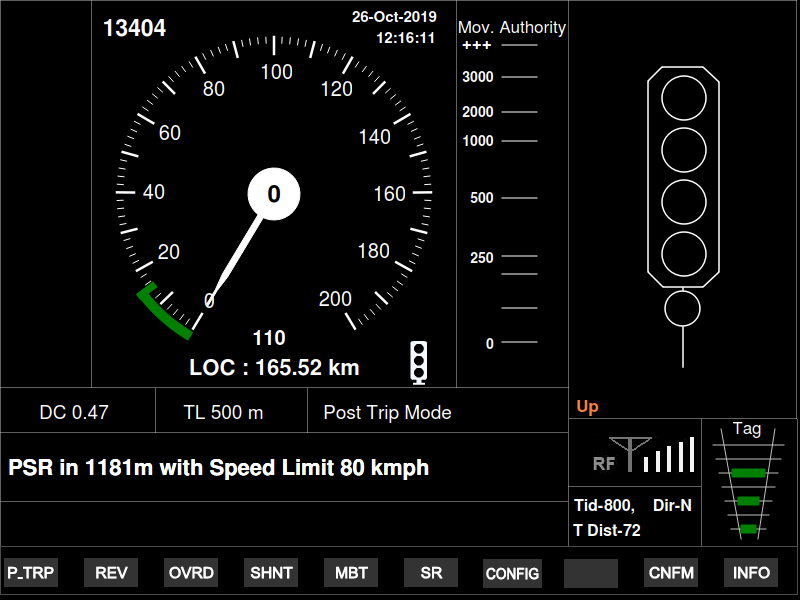 13404
26-Oct-2019
12:16:11
0
20
40
60
80
100
120
140
160
180
200
0
110
LOC : 165.52 km
Mov. Authority
+++
3000
2000
1000
500
250
0
Up
DC 0.47
TL 500 m
Post Trip Mode
PSR in 1181m with Speed Limit 80 kmph
RF
Tid-800, Dir-N
T Dist-72
Tag
P_TRP
REV
OVRD
SHNT
MBT
SR
CONFIG
CNFM
INFO